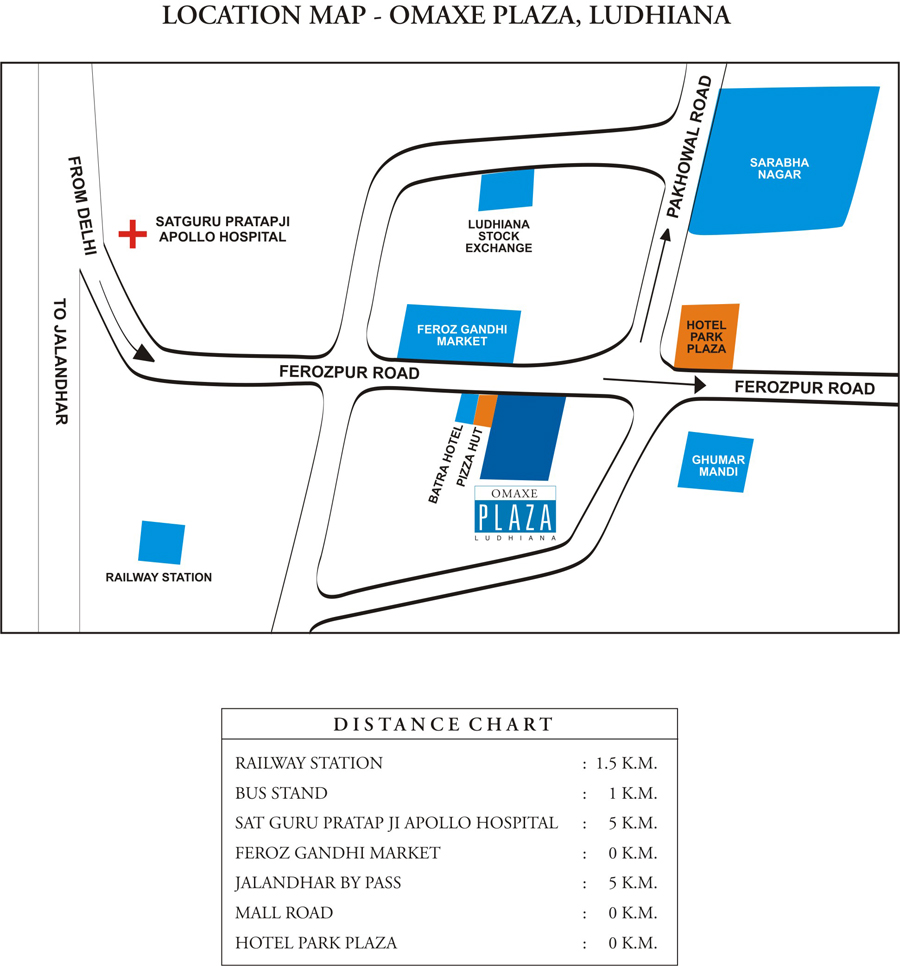 LOCATION MAP - OMAXE PLAZA, LUDHIANA
PAKHOWAL ROAD
SARABHA
NAGAR
FROM DELHI
SATGURU PRATAPJI
APOLLO HOSPITAL
LUDHIANA
STOCK
EXCHANGE
TO JALANDHAR
FEROZ GANDHI
MARKET
HOTEL
PARK
PLAZA
FEROZPUR ROAD
FEROZPUR ROAD
BATRA HOTEL
PIZZA HUT
GHUMAR
MANDI
OMAXE
PLAZA
LUDHIANA
RAILWAY STATION
DISTANCE CHART
RAILWAY STATION : 1.5 K.M.
BUS STAND : 1 K.M.
SAT GURU PRATAP JI APOLLO HOSPITAL : 5 K.M.
FEROZ GANDHI MARKET : 0 K.M.
JALANDHAR BY PASS : 5 K.M.
MALL ROAD : 0 K.M.
HOTEL PARK PLAZA : 0 K.M.